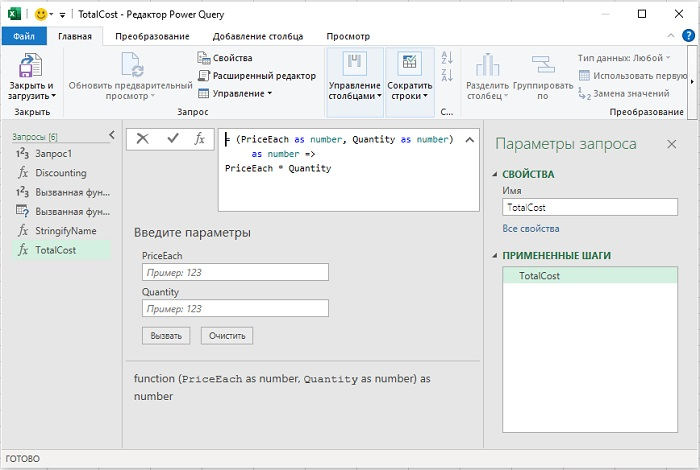 TotalCost - Редактор Power Query
Файл Главная Преобразование Добавление столбца Просмотр
Закрыть и загрузить
Закрыть
Обновить предварительный просмотр
Свойства
Расширенный редактор
Управление
Запрос
Управление столбцами
Сократить строки
С...
Разделить столбец
Группировать по
Тип данных: Любой
Использовать первую
Замена значений
Преобразование
Запросы [6]
Запрос1
Discounting
Вызванная фун...
Вызванная фун...
StringifyName
TotalCost
= (PriceEach as number, Quantity as number)
as number =>
PriceEach * Quantity
Введите параметры
PriceEach
Пример: 123
Quantity
Пример: 123
Вызвать Очистить
function (PriceEach as number, Quantity as number) as
number
Параметры запроса
СВОЙСТВА
Имя
TotalCost
Все свойства
ПРИМЕНЕННЫЕ ШАГИ
TotalCost
ГОТОВО